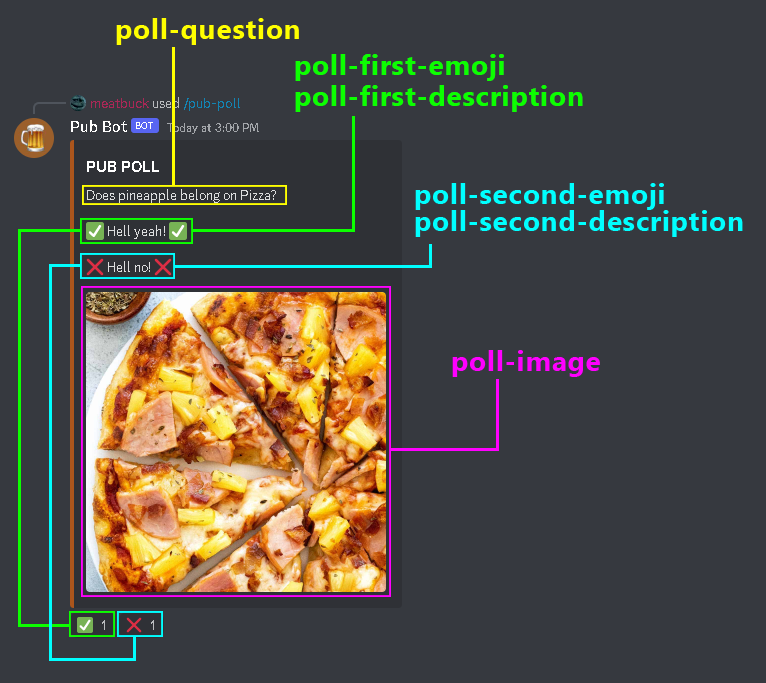 poll-question
poll-first-emoji
poll-first-description
meatbuck used /pub-poll
Pub Bot BOT Today at 3:00 PM
PUB POLL
Does pineapple belong on Pizza?
poll-second-emoji
poll-second-description
✅ Hell yeah! ✅
❌ Hell no! ❌
poll-image
✅ 1 ❌ 1